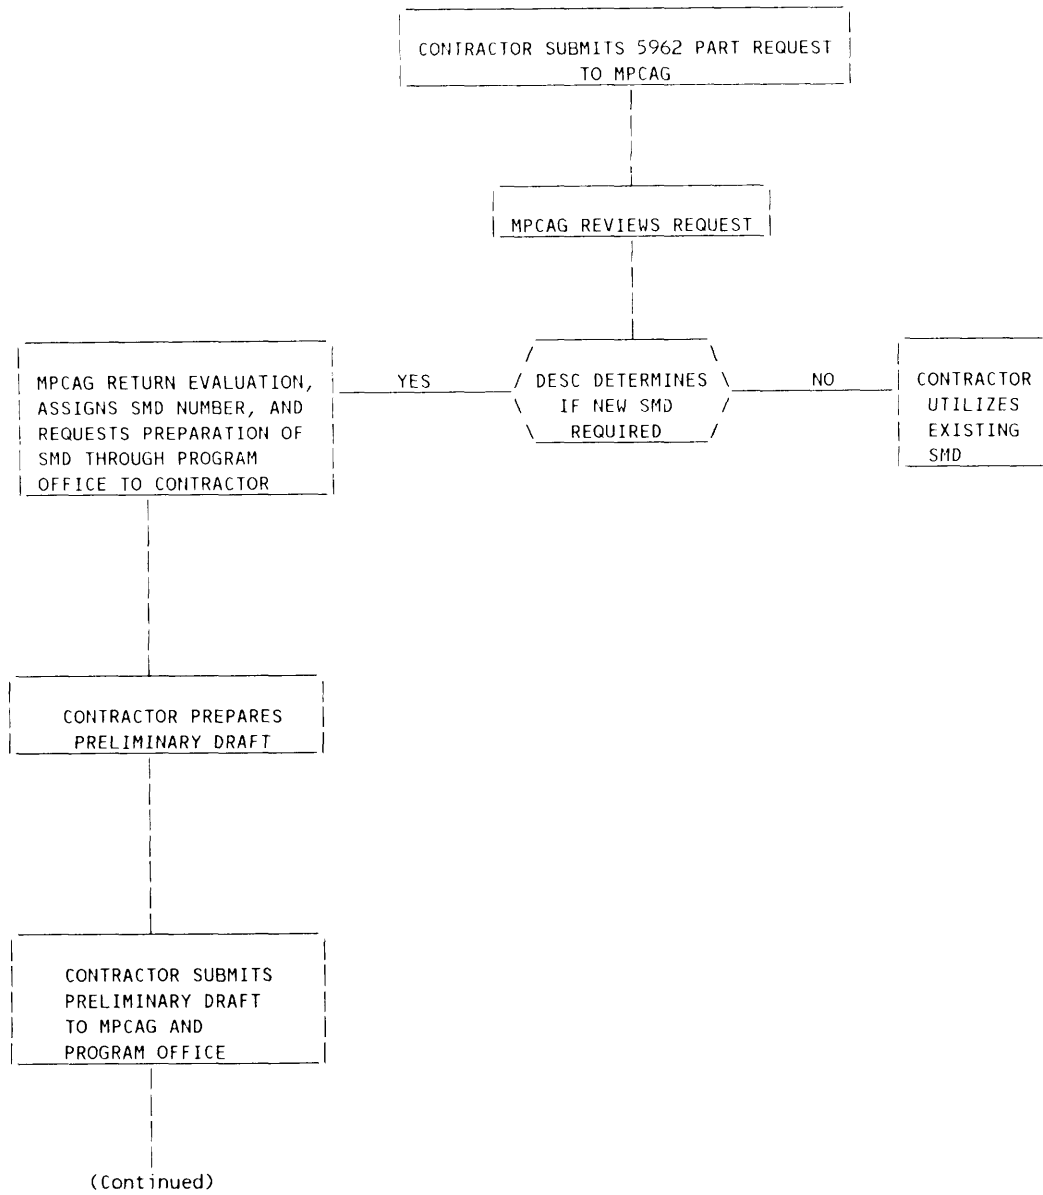 CONTRACTOR SUBMITS 5962 PART REQUEST
TO MPCAG
MPCAG REVIEWS REQUEST
MPCAG RETURN EVALUATION,
ASSIGNS SMD NUMBER, AND
REQUESTS PREPARATION OF
SMD THROUGH PROGRAM
OFFICE TO CONTRACTOR
YES
DESC DETERMINES
IF NEW SMD
REQUIRED
NO
CONTRACTOR
UTILIZES
EXISTING
SMD
CONTRACTOR PREPARES
PRELIMINARY DRAFT
CONTRACTOR SUBMITS
PRELIMINARY DRAFT
TO MPCAG AND
PROGRAM OFFICE
(Continued)